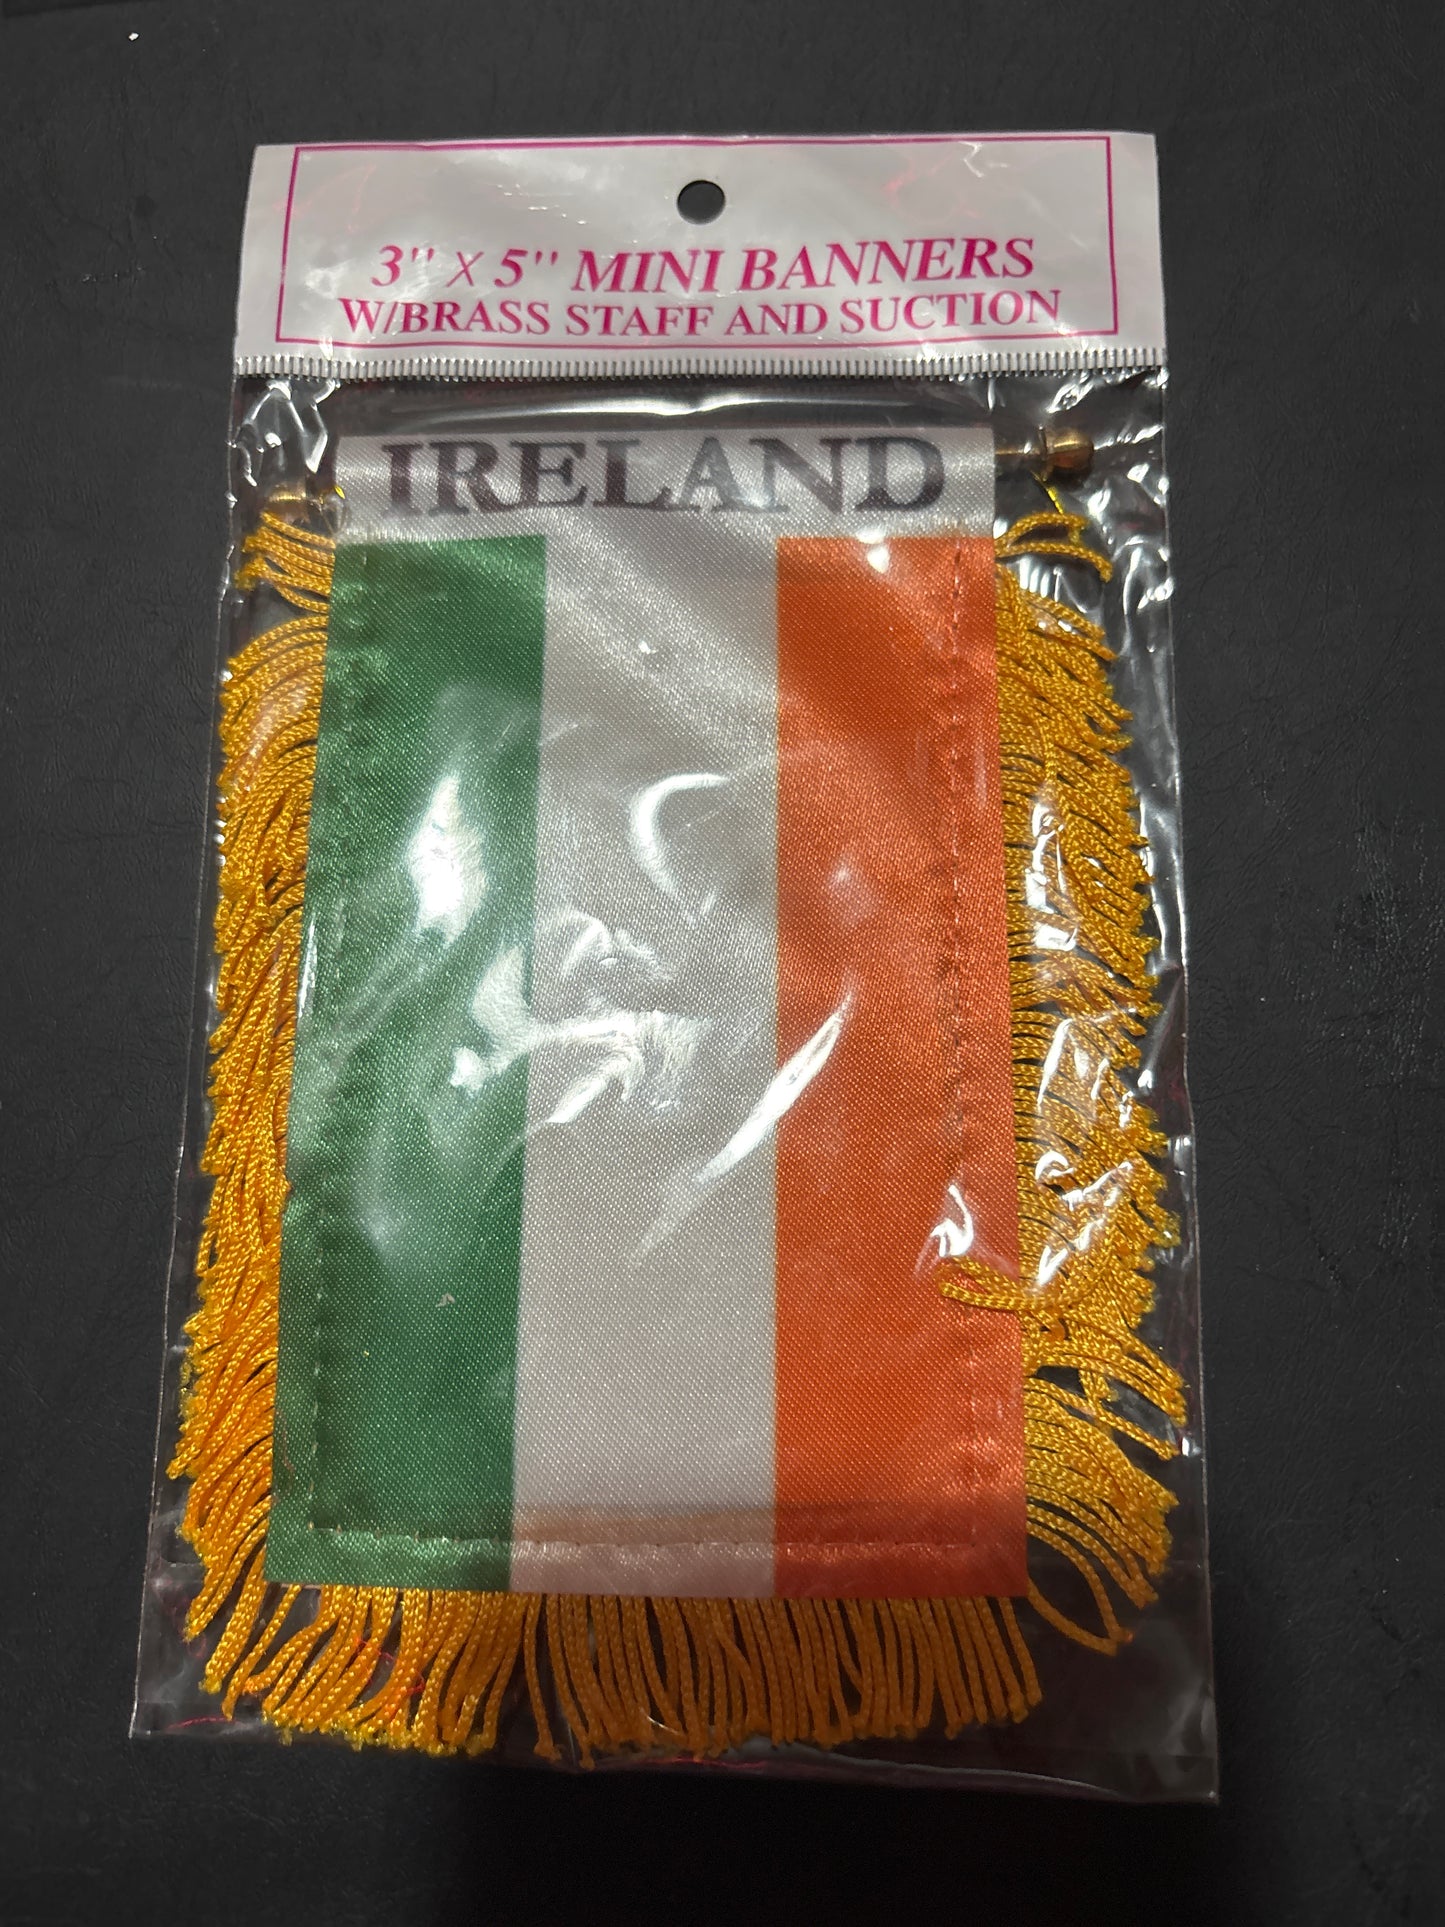 3" X 5" MINI BANNERS
W/BRASS STAFF AND SUCTION
IRELAND